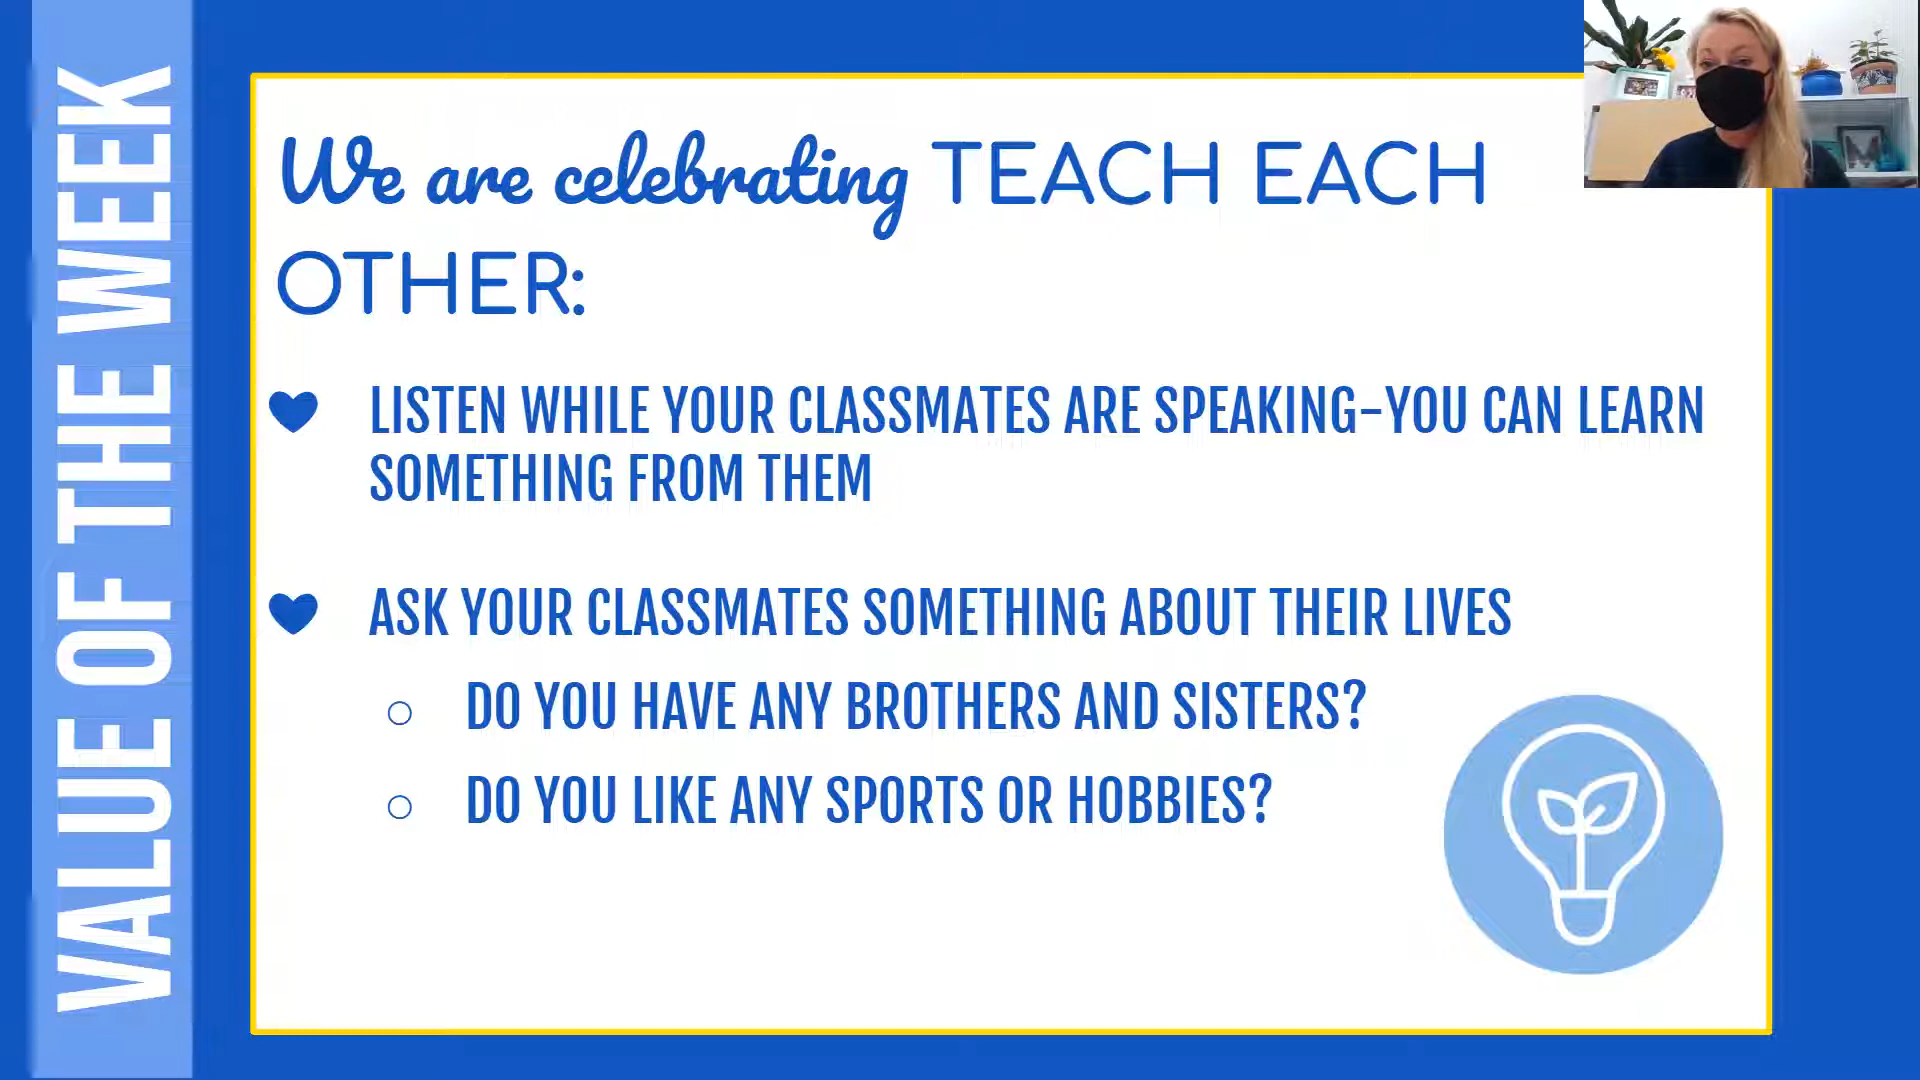 VALUE OF THE WEEK
We are celebrating TEACH EACH
OTHER:
LISTEN WHILE YOUR CLASSMATES ARE SPEAKING-YOU CAN LEARN
SOMETHING FROM THEM
ASK YOUR CLASSMATES SOMETHING ABOUT THEIR LIVES
DO YOU HAVE ANY BROTHERS AND SISTERS?
DO YOU LIKE ANY SPORTS OR HOBBIES?